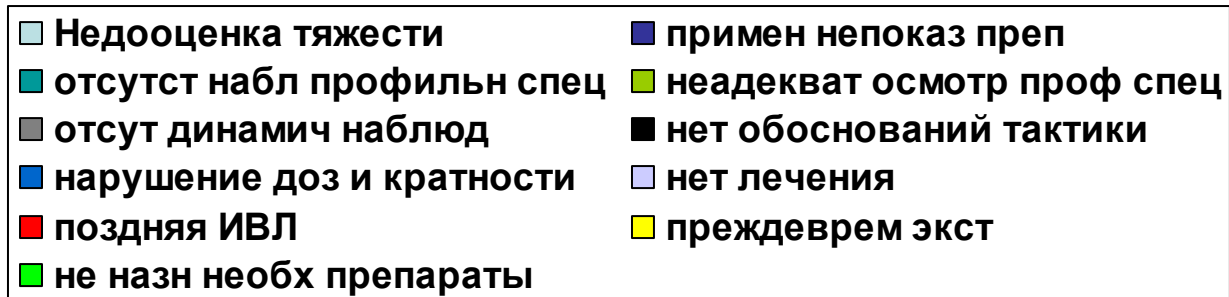 Недооценка тяжести
примен непоказ преп
отсутст набл профильн спец
неадекват осмотр проф спец
отсут динамич наблюд
нет обоснований тактики
нарушение доз и кратности
нет лечения
поздняя ИВЛ
преждеврем экст
не назн необх препараты